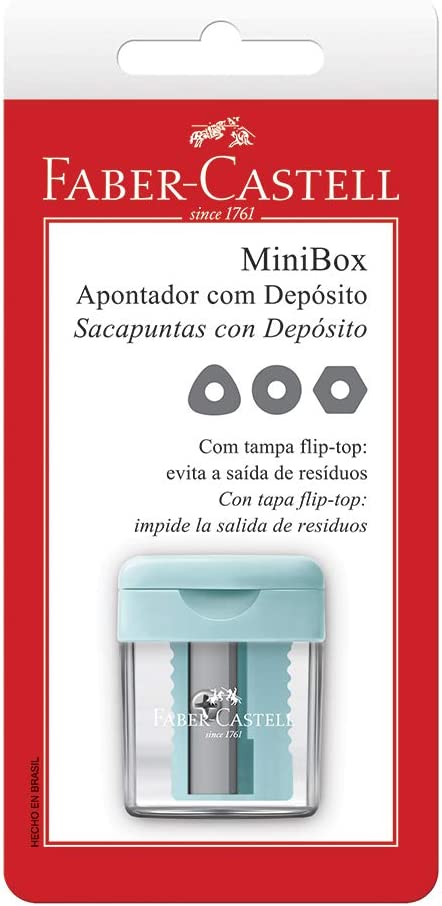 FABER-CASTELL
since 1761
MiniBox
Apontador com Depósito
Sacapuntas con Depósito
Com tampa flip-top:
evita a saída de resíduos
Con tapa flip-top:
impide la salida de residuos
FABER-CASTELL
since 1761
HECHO EN BRASIL